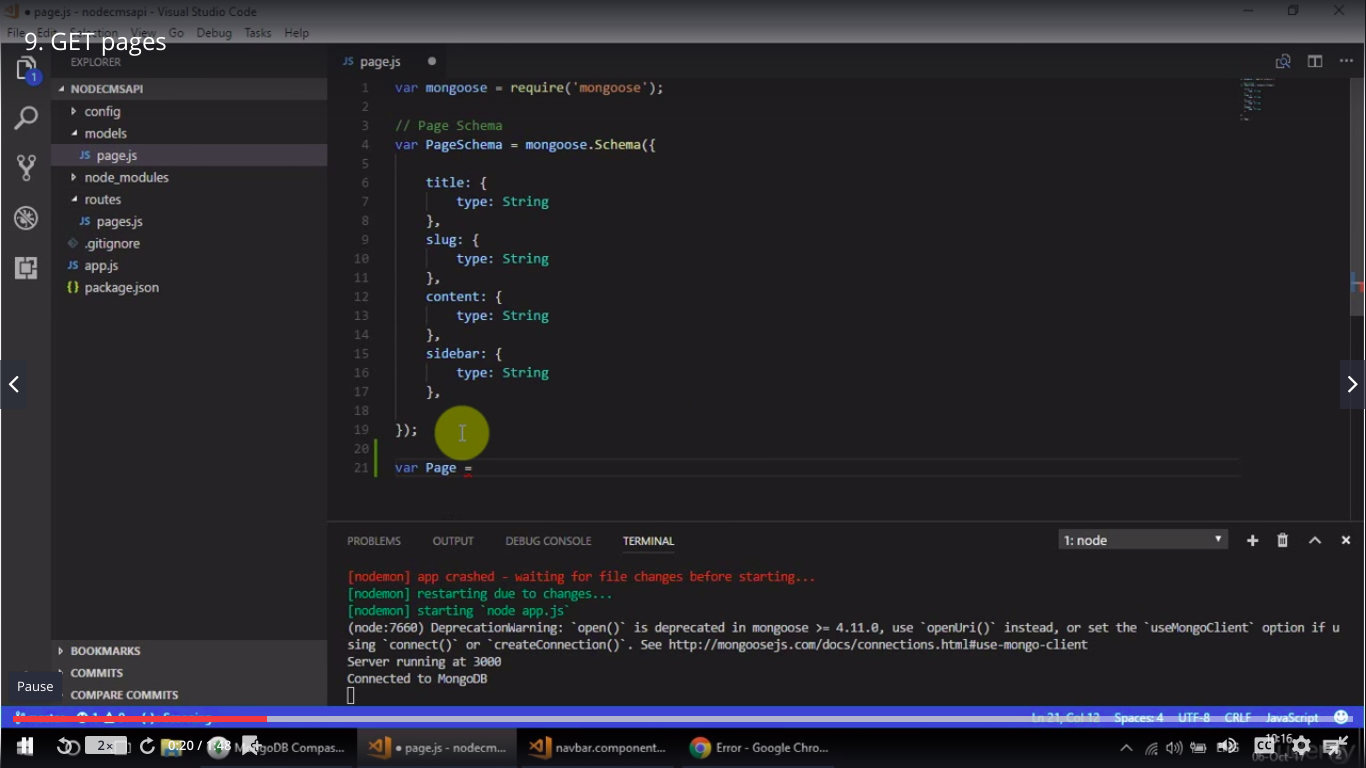 page.js - nodecmsapi - Visual Studio Code
File Edit Selection View Go Debug Tasks Help
9. GET pages
EXPLORER
NODECMSAPI
config
models
JS page.js
node_modules
routes
JS pages.js
.gitignore
JS app.js
{} package.json
BOOKMARKS
COMMITS
COMPARE COMMITS
1
JS page.js
1 var mongoose = require('mongoose');
2
3 // Page Schema
4 var PageSchema = mongoose.Schema({
5
6 title: {
7 type: String
8 },
9 slug: {
10 type: String
11 },
12 content: {
13 type: String
14 },
15 sidebar: {
16 type: String
17 },
18
19 });
20
21 var Page =
PROBLEMS OUTPUT DEBUG CONSOLE TERMINAL 1: node
[nodemon] app crashed - waiting for file changes before starting...
[nodemon] restarting due to changes...
[nodemon] starting `node app.js`
(node:7660) DeprecationWarning: `open()` is deprecated in mongoose >= 4.11.0, use `openUri()` instead, or set the `useMongoClient` option if u
sing `connect()` or `createConnection()`. See http://mongoosejs.com/docs/connections.html#use-mongo-client
Server running at 3000
Connected to MongoDB
Pause
Ln 21, Col 12 Spaces: 4 UTF-8 CRLF JavaScript
2x 0:20 / 1:48 MongoDB Compas... page.js - nodecm... navbar.component... Error - Google Chro... 10:16 CC